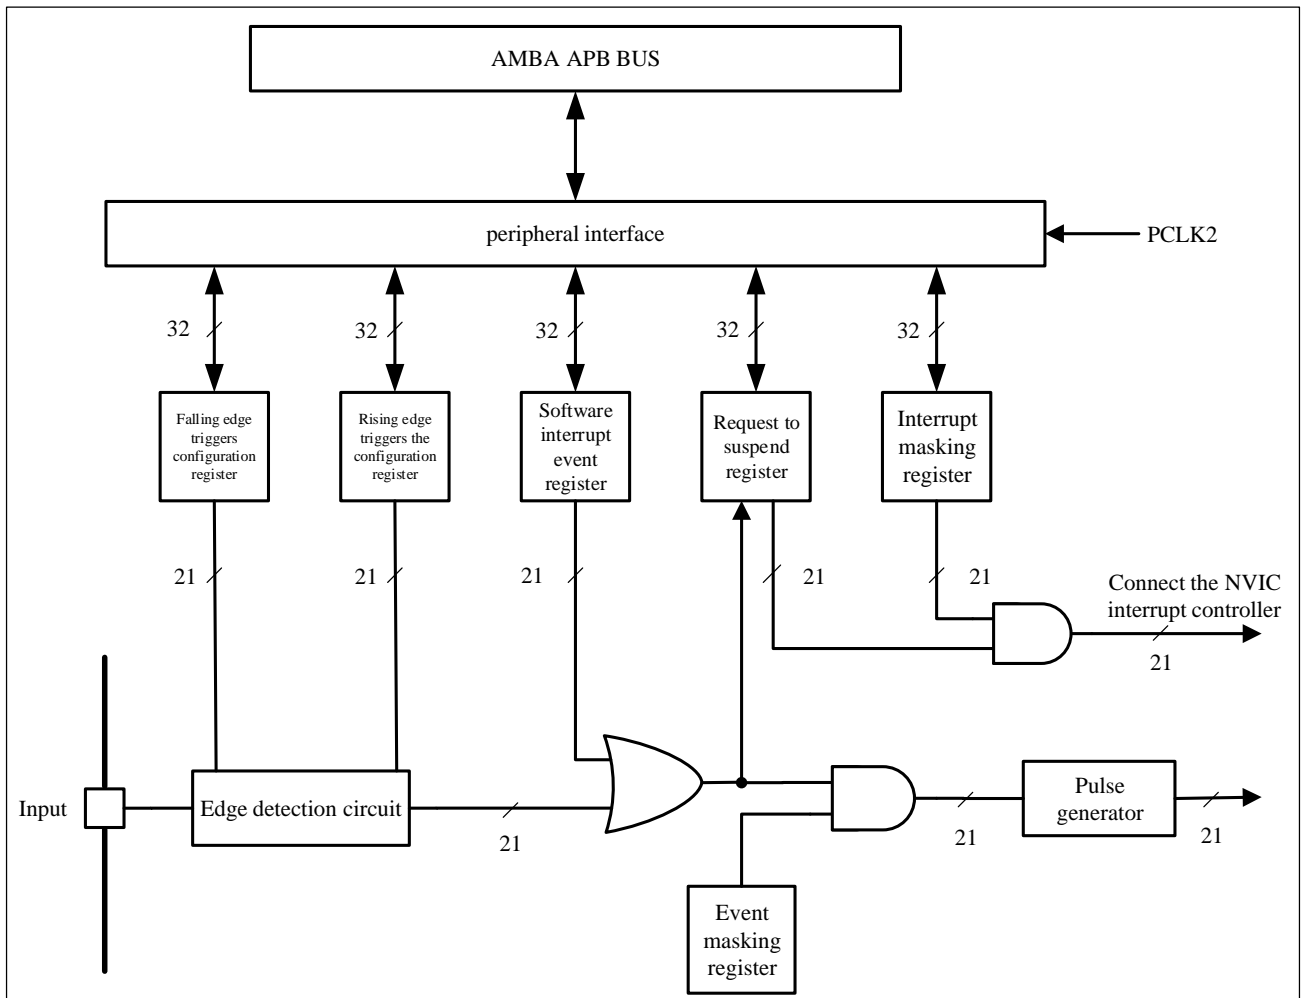 AMBA APB BUS
peripheral interface
PCLK2
32
32
32
32
32
Falling edge
triggers
configuration
register
Rising edge
triggers the
configuration
register
Software
interrupt
event
register
Request to
suspend
register
Interrupt
masking
register
21
21
21
21
21
Connect the NVIC
interrupt controller
21
Input
Edge detection circuit
21
21
Pulse
generator
21
Event
masking
register